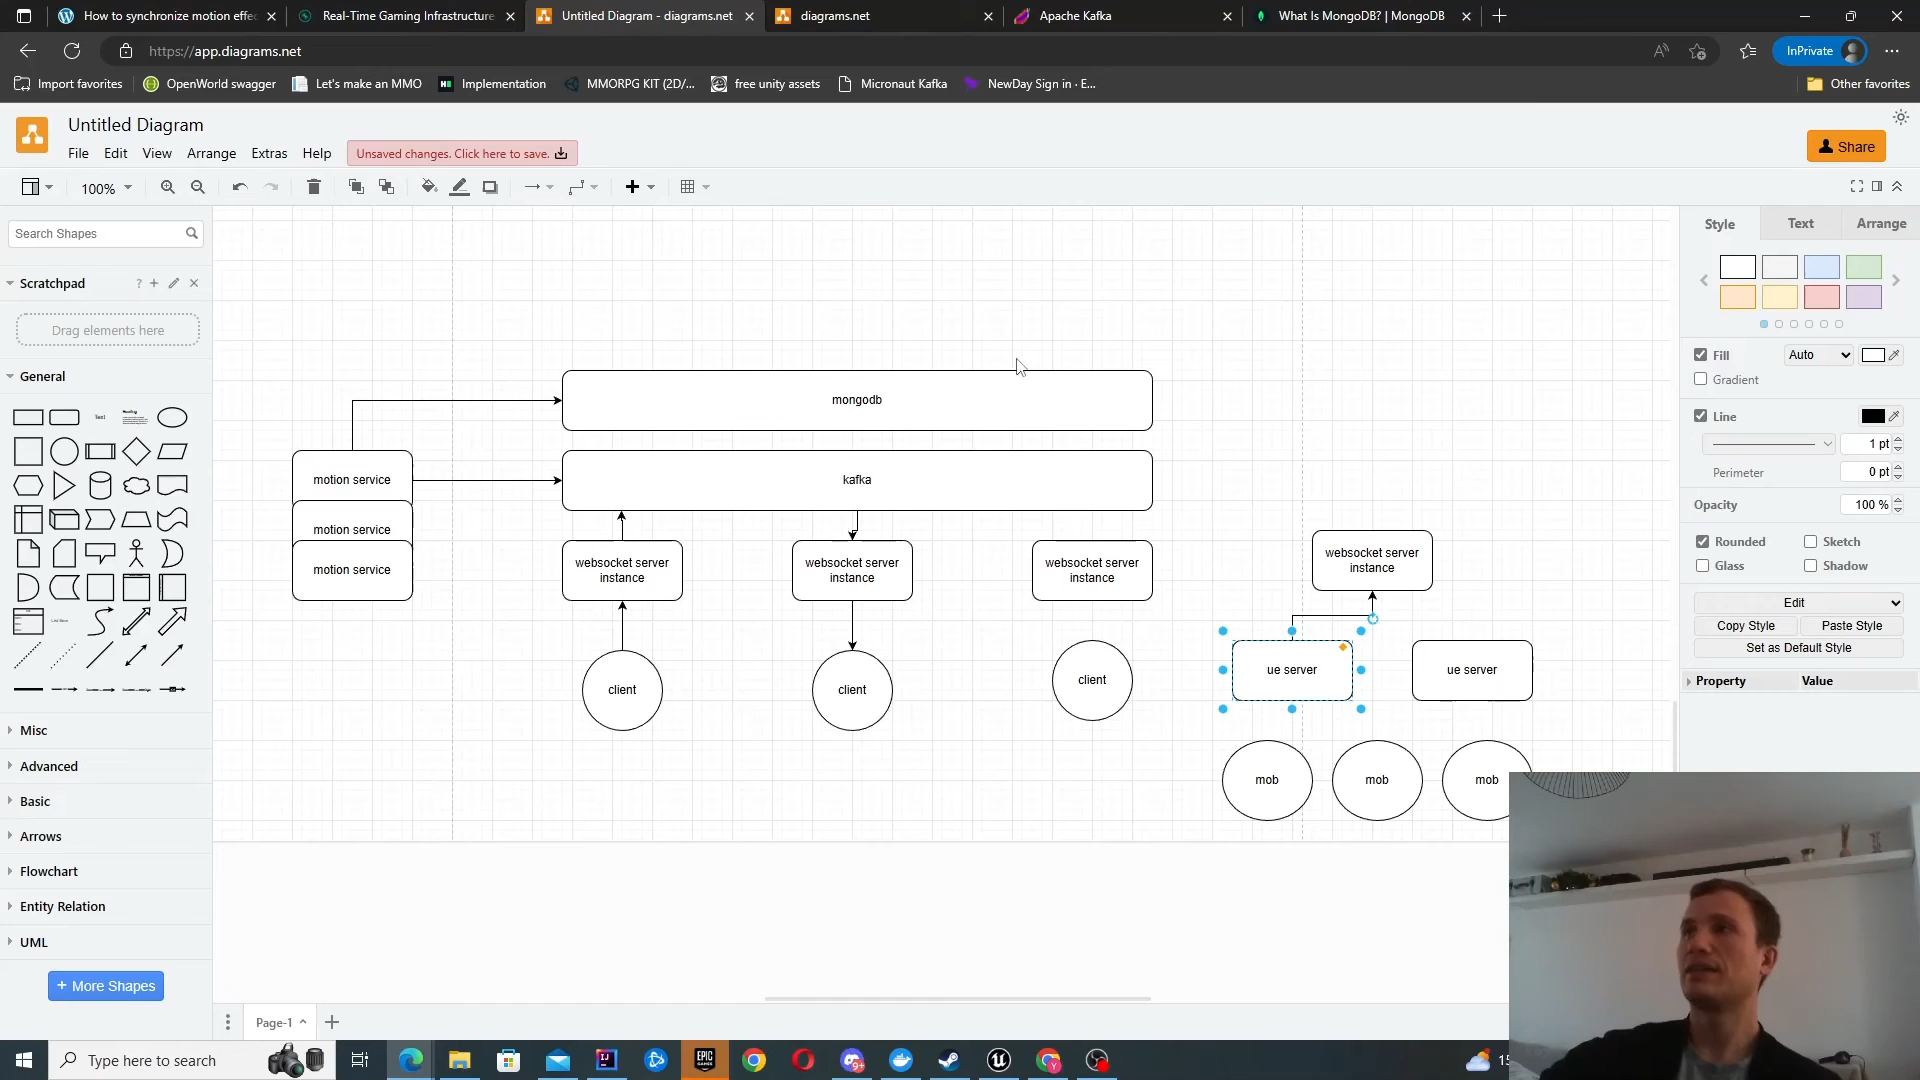 How to synchronize motion effec
Real-Time Gaming Infrastructure
Untitled Diagram - diagrams.net
diagrams.net
Apache Kafka
What Is MongoDB? | MongoDB
https://app.diagrams.net
InPrivate
Import favorites
OpenWorld swagger
Let's make an MMO
Implementation
MMORPG KIT (2D/...
free unity assets
Micronaut Kafka
NewDay Sign in · E...
Other favorites
Untitled Diagram
File Edit View Arrange Extras Help
Unsaved changes. Click here to save.
Share
100%
Search Shapes
Scratchpad
Drag elements here
General
Text
Heading
Misc
Advanced
Basic
Arrows
Flowchart
Entity Relation
UML
+ More Shapes
mongodb
motion service
kafka
motion service
motion service
websocket server
instance
websocket server
instance
websocket server
instance
websocket server
instance
client
client
client
ue server
ue server
mob
mob
mob
Style Text Arrange
Fill
Auto
Gradient
Line
1 pt
Perimeter
0 pt
Opacity
100 %
Rounded
Sketch
Glass
Shadow
Edit
Copy Style
Paste Style
Set as Default Style
Property
Value
Page-1
Type here to search
EPIC
GAMES
9+